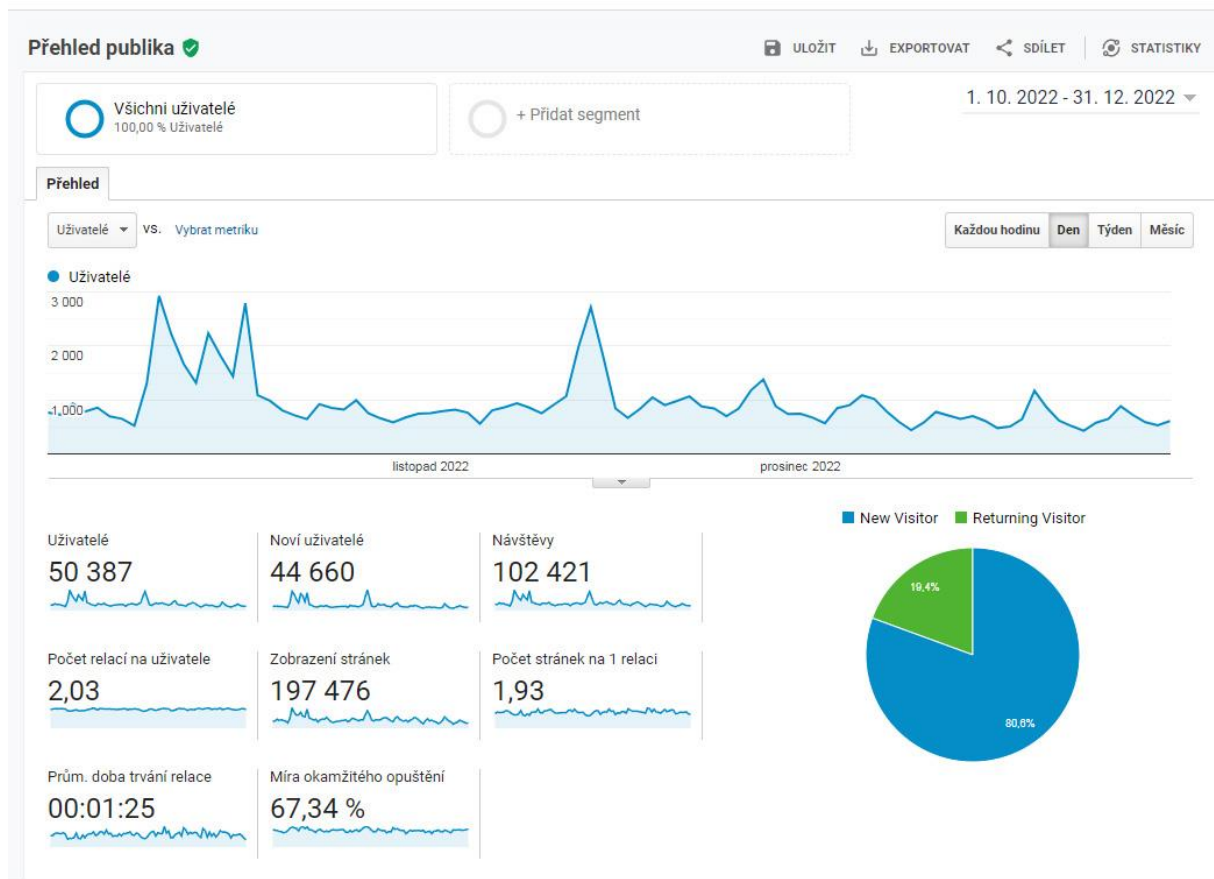 Přehled publika
ULOŽIT EXPORTOVAT SDÍLET STATISTIKY
Všichni uživatelé
100,00 % Uživatelé
+ Přidat segment
1. 10. 2022 - 31. 12. 2022
Přehled
Uživatelé VS. Vybrat metriku
Každou hodinu Den Týden Měsíc
Uživatelé
3 000
2 000
1,000
listopad 2022 prosinec 2022
New Visitor Returning Visitor
Uživatelé Noví uživatelé Návštěvy
50 387 44 660 102 421
19,4%
Počet relací na uživatele Zobrazení stránek Počet stránek na 1 relaci
2,03 197 476 1,93
80,6%
Prům. doba trvání relace Míra okamžitého opuštění
00:01:25 67,34 %